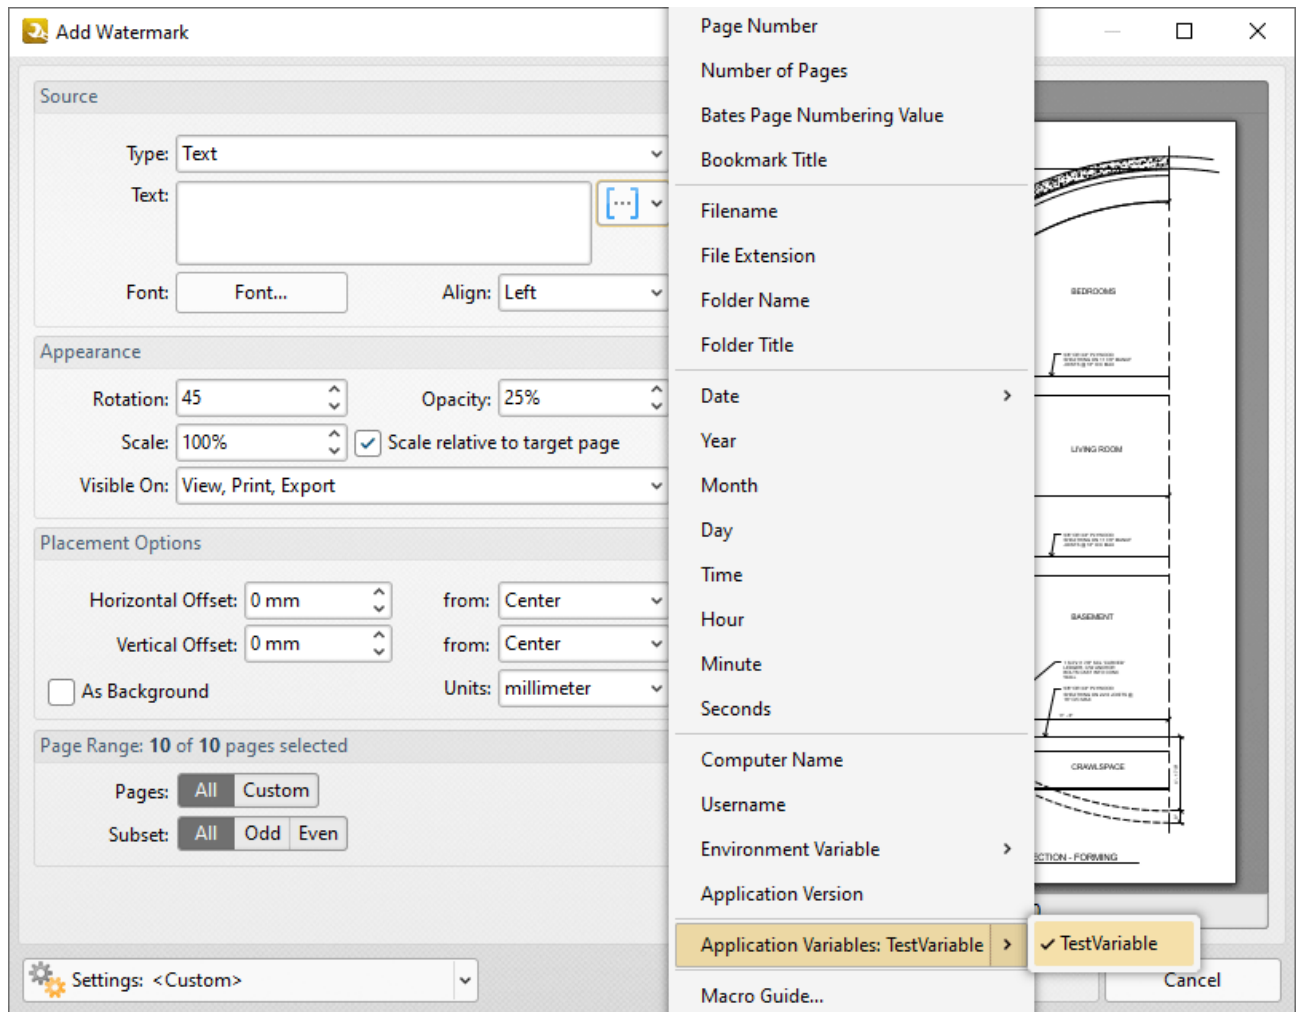 Add Watermark
Source
Type: Text
Text:
Font: Font... Align: Left
Appearance
Rotation: 45 Opacity: 25%
Scale: 100% Scale relative to target page
Visible On: View, Print, Export
Placement Options
Horizontal Offset: 0 mm from: Center
Vertical Offset: 0 mm from: Center
As Background Units: millimeter
Page Range: 10 of 10 pages selected
Pages: All Custom
Subset: All Odd Even
Settings: <Custom>
Page Number
Number of Pages
Bates Page Numbering Value
Bookmark Title
Filename
File Extension
Folder Name
Folder Title
Date
Year
Month
Day
Time
Hour
Minute
Seconds
Computer Name
Username
Environment Variable
Application Version
Application Variables: TestVariable
TestVariable
Macro Guide...
BEDROOMS
LIVING ROOM
BASEMENT
CRAWLSPACE
ECTION - FORMING
Cancel